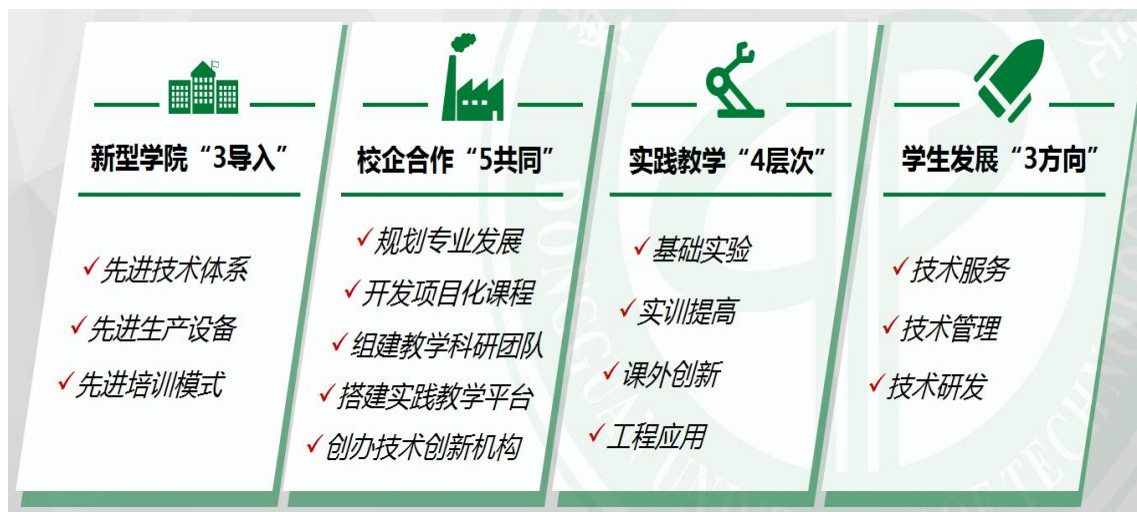 新型学院“3导入”
先进技术体系
先进生产设备
先进培训模式
校企合作“5共同”
规划专业发展
开发项目化课程
组建教学科研团队
搭建实践教学平台
创办技术创新机构
实践教学“4层次”
基础实验
实训提高
课外创新
工程应用
学生发展“3方向”
技术服务
技术管理
技术研发